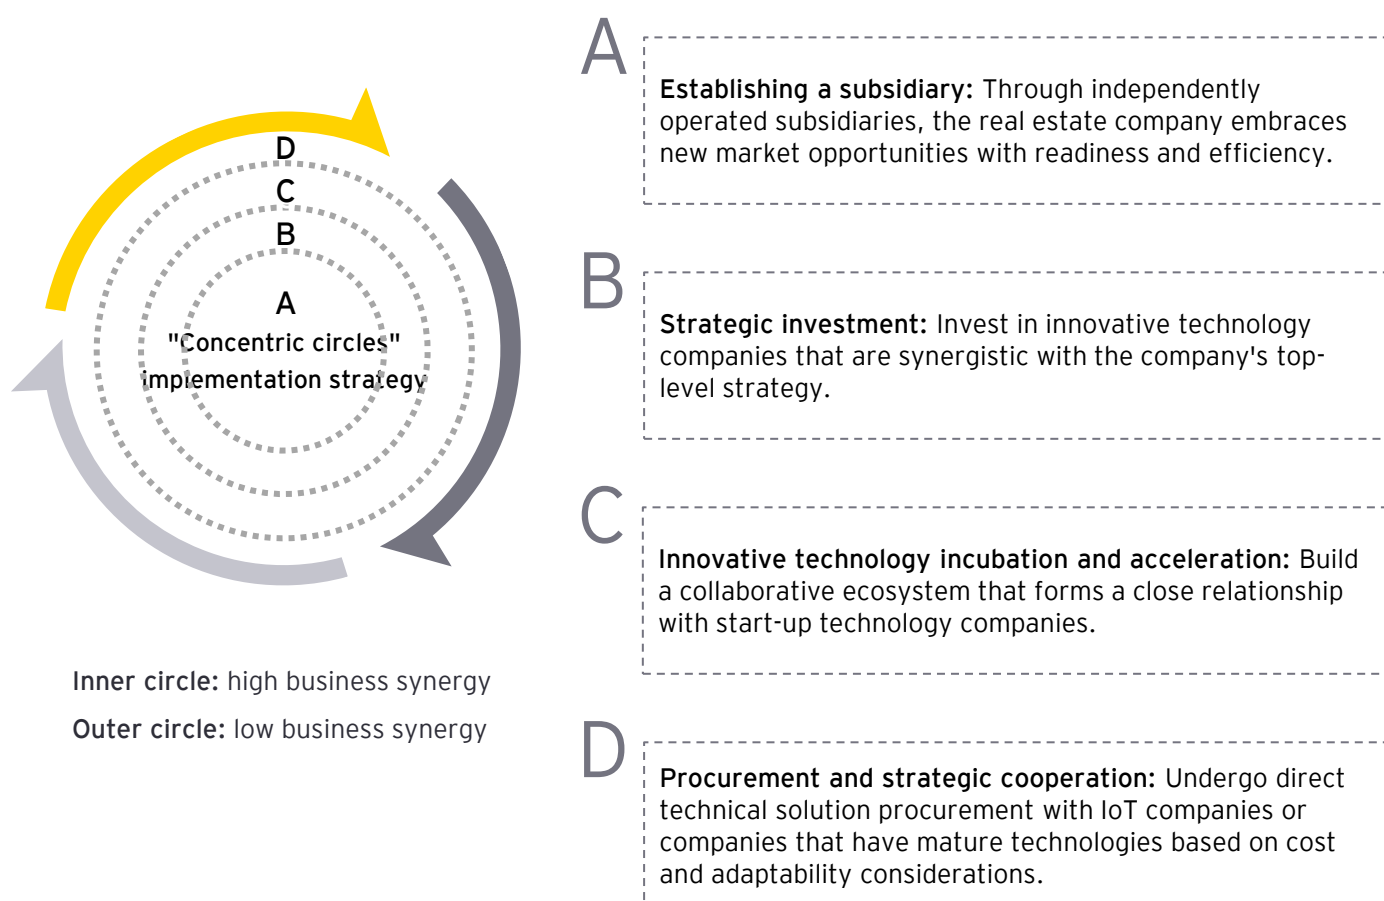 D
C
B
A
"Concentric circles"
implementation strategy
Inner circle: high business synergy
Outer circle: low business synergy
A
Establishing a subsidiary: Through independently
operated subsidiaries, the real estate company embraces
new market opportunities with readiness and efficiency.
B
Strategic investment: Invest in innovative technology
companies that are synergistic with the company's top-
level strategy.
C
Innovative technology incubation and acceleration: Build
a collaborative ecosystem that forms a close relationship
with start-up technology companies.
D
Procurement and strategic cooperation: Undergo direct
technical solution procurement with IoT companies or
companies that have mature technologies based on cost
and adaptability considerations.